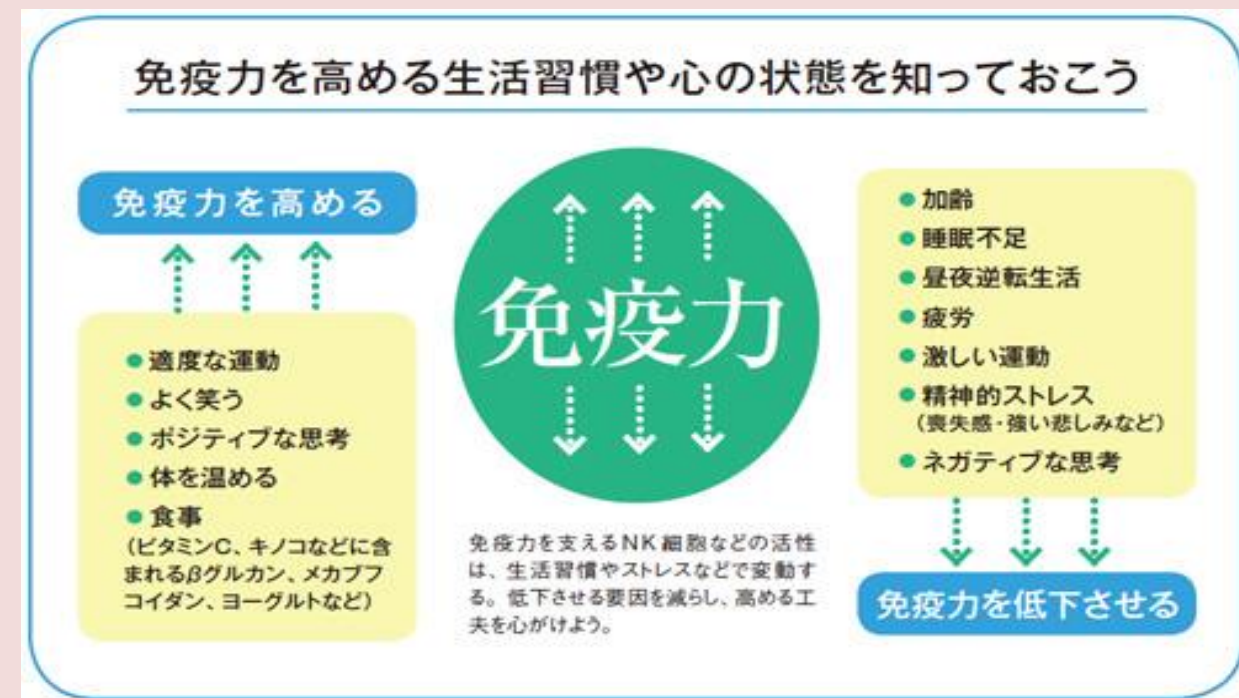 免疫力を高める生活習慣や心の状態を知っておこう
免疫力を高める
● 適度な運動
● よく笑う
● ポジティブな思考
● 体を温める
● 食事
(ビタミンC、キノコなどに含
まれるβグルカン、メカブフ
コイダン、ヨーグルトなど)
免疫力
免疫力を支えるNK細胞などの活性
は、生活習慣やストレスなどで変動す
る。低下させる要因を減らし、高める工
夫を心がけよう。
● 加齢
● 睡眠不足
● 昼夜逆転生活
● 疲労
● 激しい運動
● 精神的ストレス
(喪失感・強い悲しみなど)
● ネガティブな思考
免疫力を低下させる